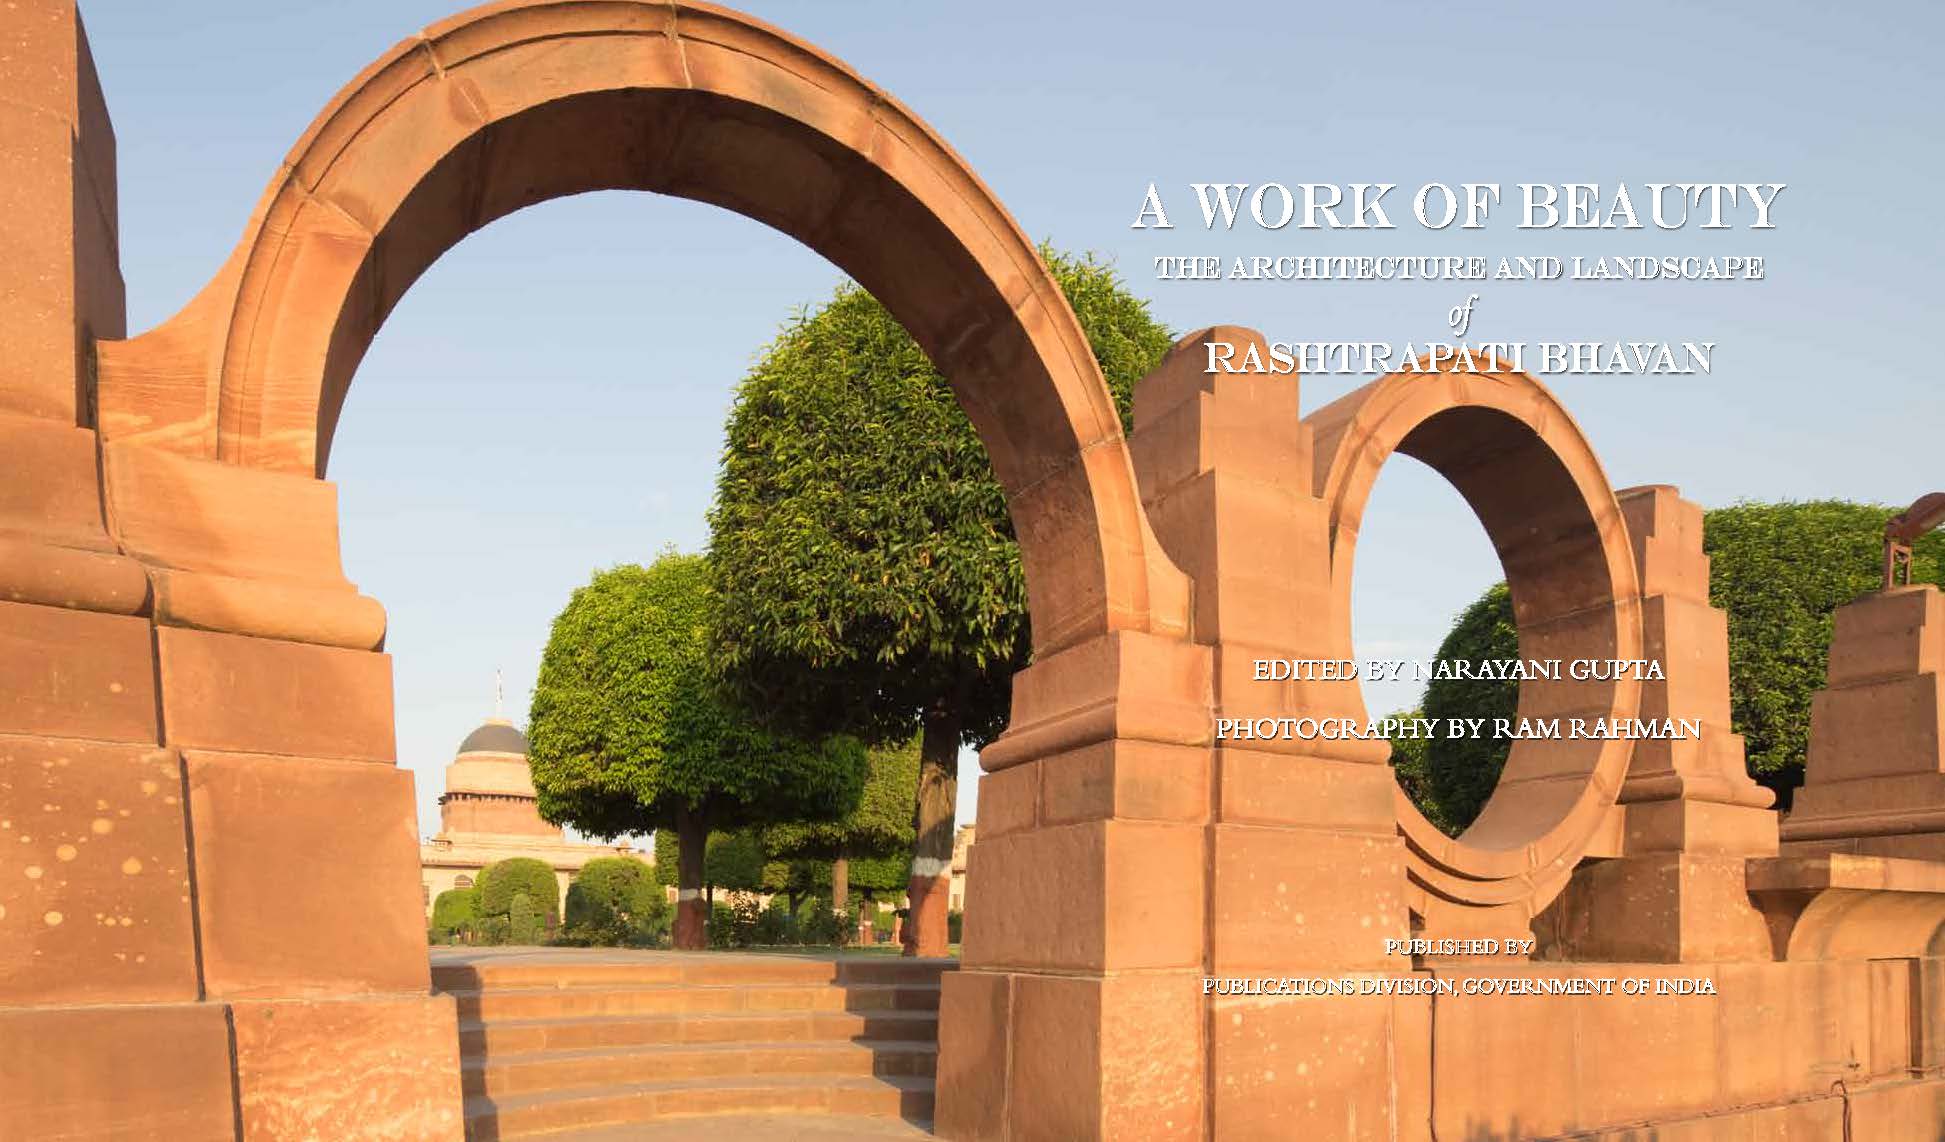 A WORK OF BEAUTY
THE ARCHITECTURE AND LANDSCAPE
of
RASHTRAPATI BHAVAN
EDITED BY NARAYANI GUPTA
PHOTOGRAPHY BY RAM RAHMAN
PUBLISHED BY
PUBLICATIONS DIVISION, GOVERNMENT OF INDIA